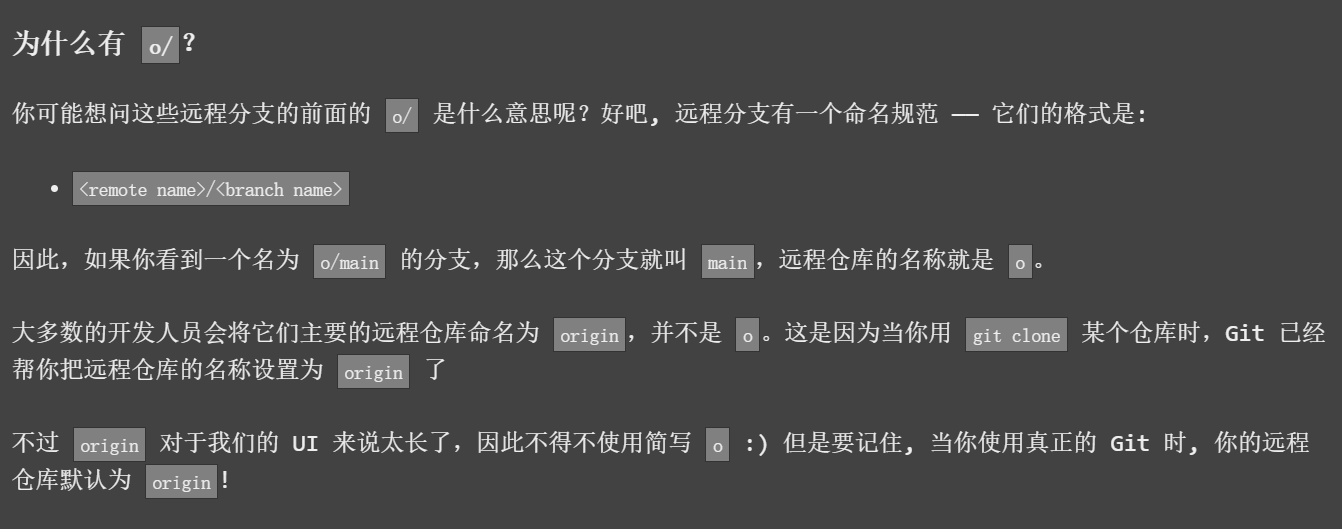 为什么有 o/?
你可能想问这些远程分支的前面的 o/ 是什么意思呢？好吧, 远程分支有一个命名规范 —— 它们的格式是:
• <remote name>/<branch name>
因此，如果你看到一个名为 o/main 的分支，那么这个分支就叫 main，远程仓库的名称就是 o。
大多数的开发人员会将它们主要的远程仓库命名为 origin，并不是 o。这是因为当你用 git clone 某个仓库时，Git 已经
帮你把远程仓库的名称设置为 origin 了
不过 origin 对于我们的 UI 来说太长了，因此不得不使用简写 o :) 但是要记住, 当你使用真正的 Git 时, 你的远程
仓库默认为 origin!